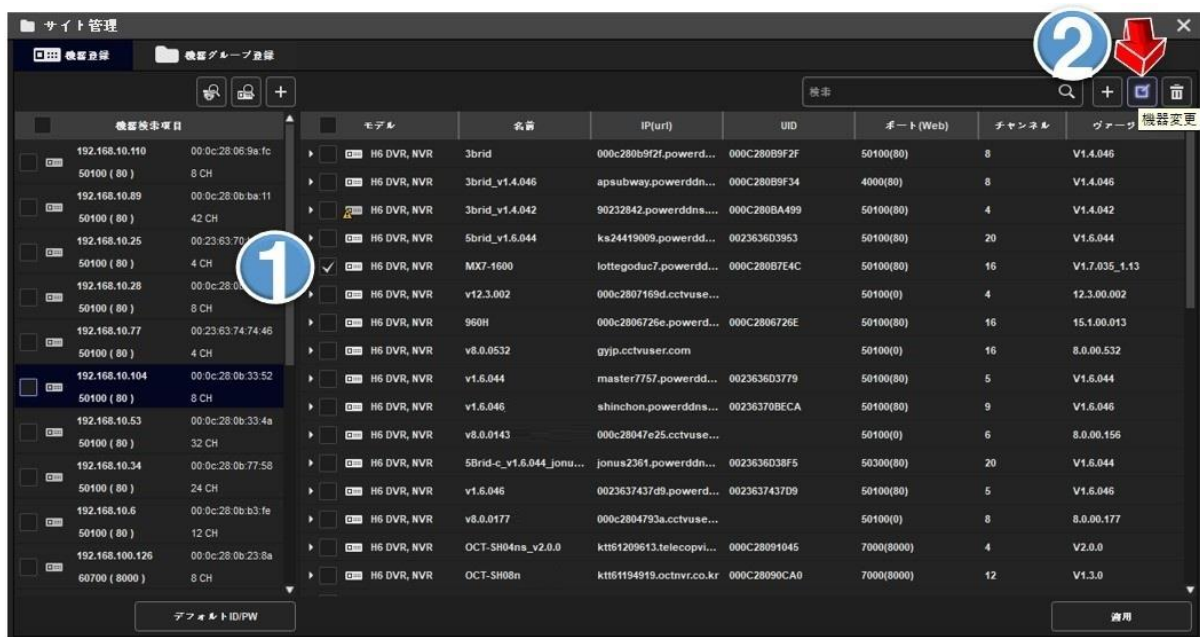 サイト管理
②
機器登録
機器グループ登録
検索
機器変更
機器検索項目
192.168.10.110 00:0c:28:06:9a:fc
50100 ( 80 ) 8 CH
192.168.10.89 00:0c:28:0b:ba:11
50100 ( 80 ) 42 CH
192.168.10.25 00:23:63:70
50100 ( 80 ) 4 CH
192.168.10.28 00:0c:28:0
50100 ( 80 ) 8 CH
192.168.10.77 00:23:63:74:74:46
50100 ( 80 ) 4 CH
192.168.10.104 00:0c:28:0b:33:52
50100 ( 80 ) 8 CH
192.168.10.53 00:0c:28:0b:33:4a
50100 ( 80 ) 32 CH
192.168.10.34 00:0c:28:0b:77:58
50100 ( 80 ) 24 CH
192.168.10.6 00:0c:28:0b:b3:fe
50100 ( 80 ) 12 CH
192.168.100.126 00:0c:28:0b:23:8a
60700 ( 8000 ) 8 CH
デフォルトID/PW
①
モデル 名前 IP(url) UID ポート(Web) チャンネル ヴァーサ
H6 DVR, NVR 3brid 000c280b9f2f.powerd... 000C280B9F2F 50100(80) 8 V1.4.046
H6 DVR, NVR 3brid_v1.4.046 apsubway.powerddn... 000C280B9F34 4000(80) 8 V1.4.046
H6 DVR, NVR 3brid_v1.4.042 90232842.powerddns.... 000C280BA499 50100(80) 4 V1.4.042
H6 DVR, NVR 5brid_v1.6.044 ks24419009.powerdd... 0023636D3953 50100(80) 20 V1.6.044
H6 DVR, NVR MX7-1600 lottegoduc7.powerdd... 000C280B7E4C 50100(80) 16 V1.7.035_1.13
H6 DVR, NVR v12.3.002 000c2807169d.cctvuse... 50100(0) 4 12.3.00.002
H6 DVR, NVR 960H 000c2806726e.powerd... 000C2806726E 50100(80) 16 15.1.00.013
H6 DVR, NVR v8.0.0532 gyjp.cctvuser.com 50100(0) 16 8.0.00.532
H6 DVR, NVR v1.6.044 master7757.powerdd... 0023636D3779 50100(80) 5 V1.6.044
H6 DVR, NVR v1.6.046 shinchon.powerddns... 00236370BECA 50100(80) 9 V1.6.046
H6 DVR, NVR v8.0.0143 000c28047e25.cctvuse... 50100(0) 6 8.0.00.156
H6 DVR, NVR 5Brid-c_v1.6.044_jonu... jonus2361.powerddn... 0023636D38F5 50300(80) 20 V1.6.044
H6 DVR, NVR v1.6.046 0023637437d9.powerd... 0023637437D9 50100(80) 5 V1.6.046
H6 DVR, NVR v8.0.0177 000c2804793a.cctvuse... 50100(0) 8 8.0.00.177
H6 DVR, NVR OCT-SH04ns_v2.0.0 ktt61209613.telecopvi... 000C28091045 7000(8000) 4 V2.0.0
H6 DVR, NVR OCT-SH08n ktt61194919.octnvr.co.kr 000C28090CA0 7000(8000) 12 V1.3.0
適用